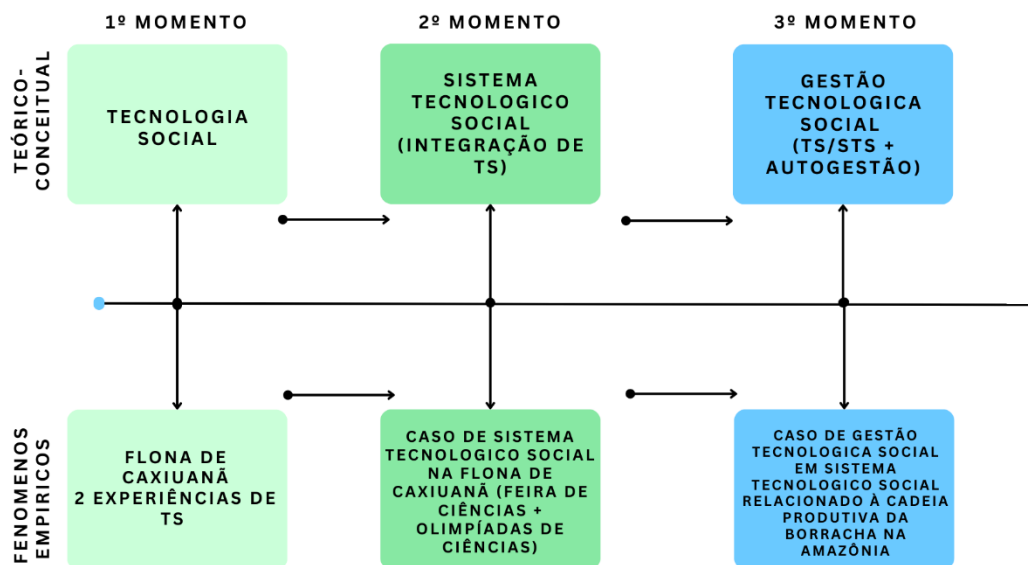 1º MOMENTO
2º MOMENTO
3º MOMENTO
TEÓRICO-
CONCEITUAL
TECNOLOGIA
SOCIAL
SISTEMA
TECNOLOGICO
SOCIAL
(INTEGRAÇÃO DE
TS)
GESTÃO
TECNOLOGICA
SOCIAL
(TS/STS +
AUTOGESTÃO)
FENOMENOS
EMPIRICOS
FLONA DE
CAXIUANÃ
2 EXPERIÊNCIAS DE
TS
CASO DE SISTEMA
TECNOLOGICO SOCIAL
NA FLONA DE
CAXIUANÃ (FEIRA DE
CIÊNCIAS +
OLIMPÍADAS DE
CIÊNCIAS)
CASO DE GESTÃO
TECNOLOGICA SOCIAL
EM SISTEMA
TECNOLOGICO SOCIAL
RELACIONADO À CADEIA
PRODUTIVA DA
BORRACHA NA
AMAZÔNIA